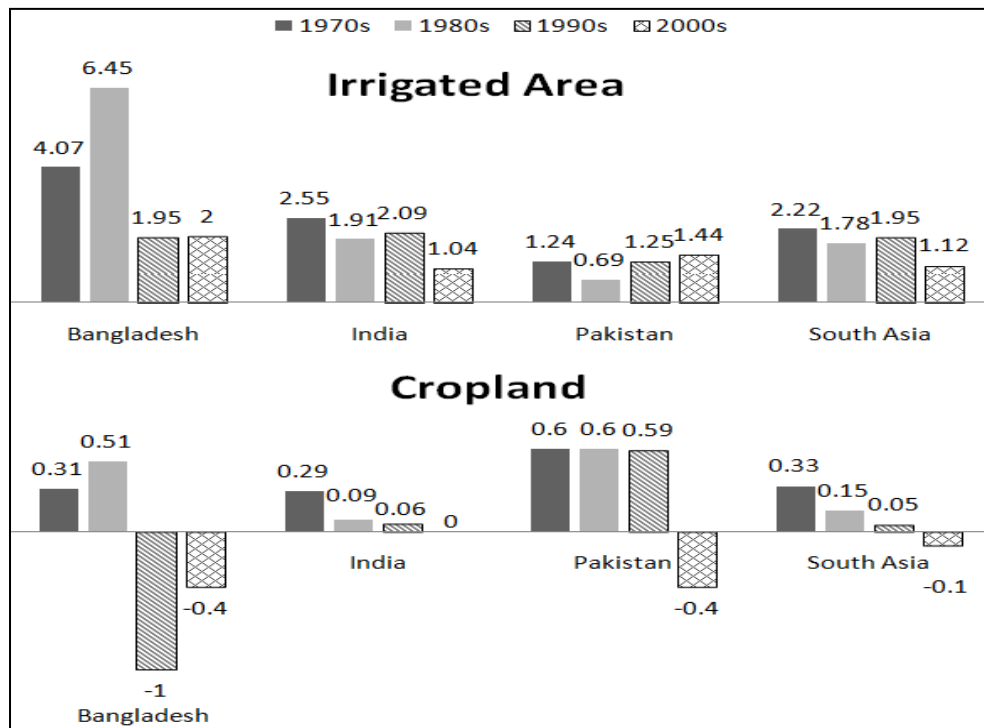 1970s 1980s 1990s 2000s
Irrigated Area
4.07 6.45 1.95 2 2.55 1.91 2.09 1.04 1.24 0.69 1.25 1.44 2.22 1.78 1.95 1.12
Bangladesh India Pakistan South Asia
Cropland
0.31 0.51 0.29 0.09 0.06 0 0.6 0.6 0.59 0.33 0.15 0.05
India Pakistan South Asia
-1 -0.4 -0.4 -0.1
Bangladesh